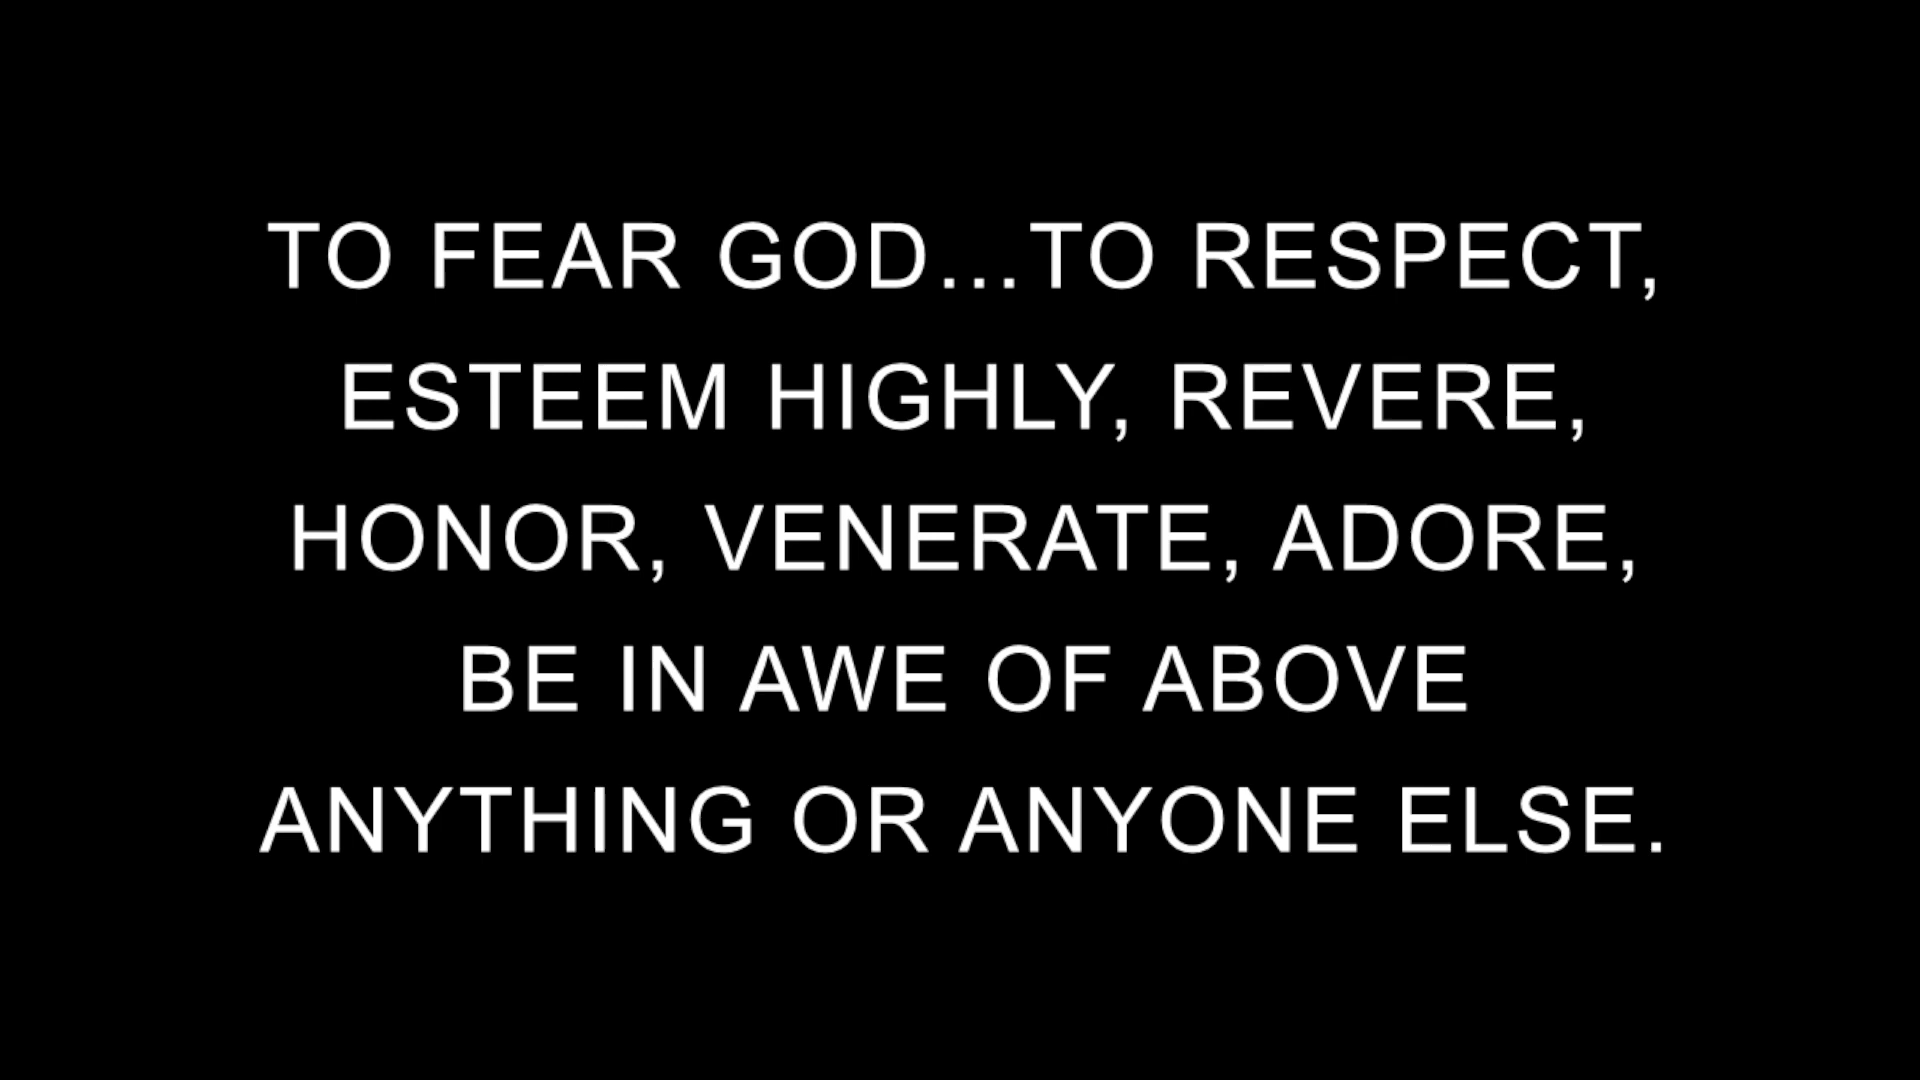 TO FEAR GOD...TO RESPECT,
ESTEEM HIGHLY, REVERE,
HONOR, VENERATE, ADORE,
BE IN AWE OF ABOVE
ANYTHING OR ANYONE ELSE.